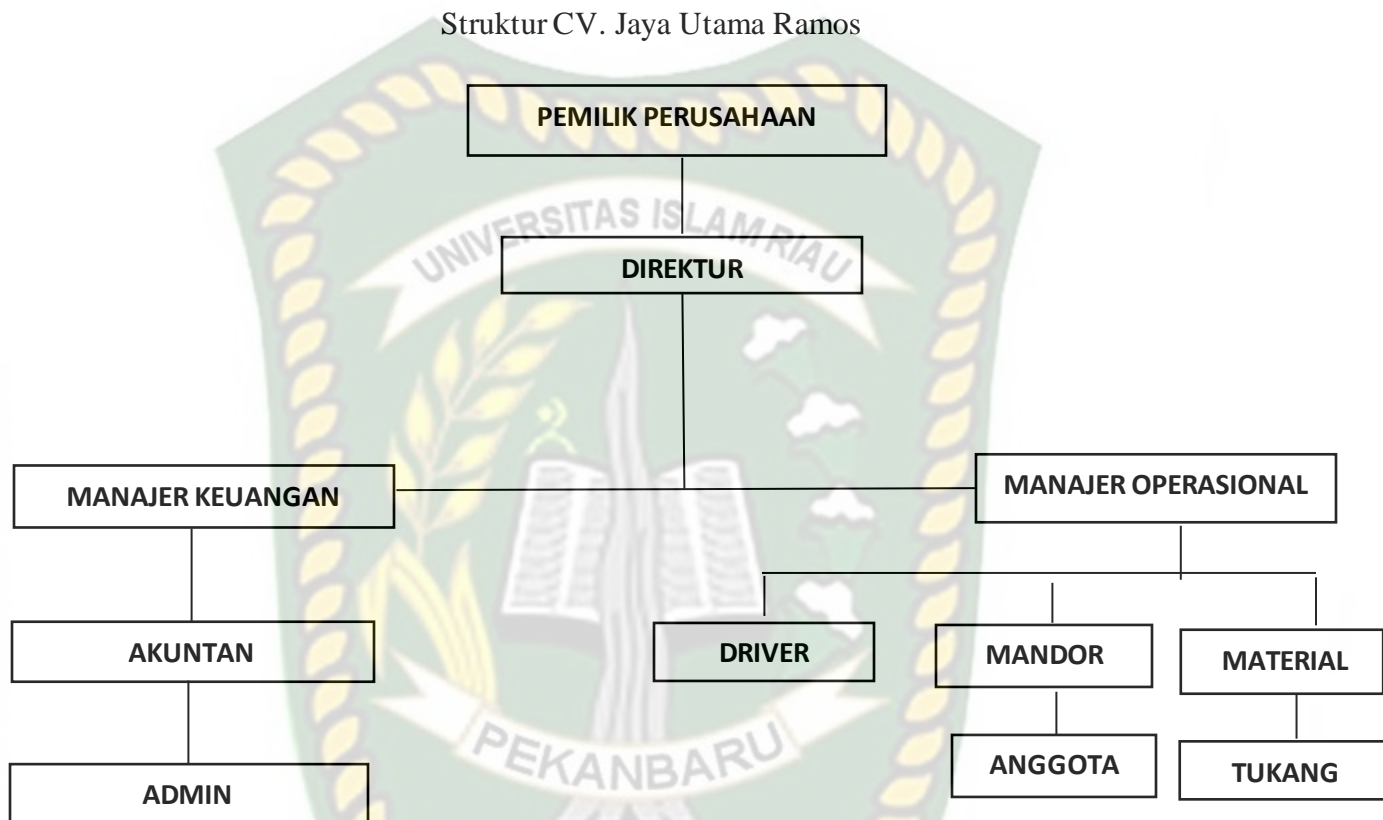 Struktur CV. Jaya Utama Ramos
PEMILIK PERUSAHAAN
UNIVERSITAS ISLAM RIAU
DIREKTUR
MANAJER KEUANGAN
MANAJER OPERASIONAL
AKUNTAN
DRIVER
MANDOR
MATERIAL
PEKANBARU
ANGGOTA
TUKANG
ADMIN